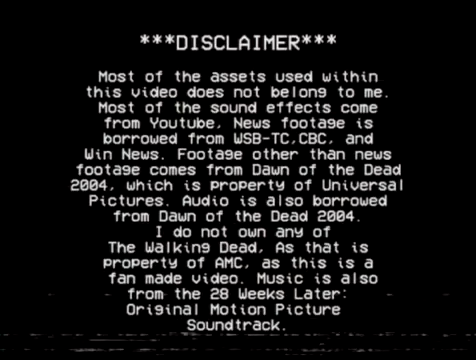 ***DISCLAIMER***
Most of the assets used within
this video does not belong to me.
Most of the sound effects come
from Youtube, News footage is
borrowed from WSB-TC,CBC, and
Win News. Footage other than news
footage comes from Dawn of the Dead
2004, which is property of Universal
Pictures. Audio is also borrowed
from Dawn of the Dead 2004.
I do not own any of
The Walking Dead, As that is
property of AMC, as this is a
fan made video. Music is also
from the 28 Weeks Later:
Original Motion Picture
Soundtrack.